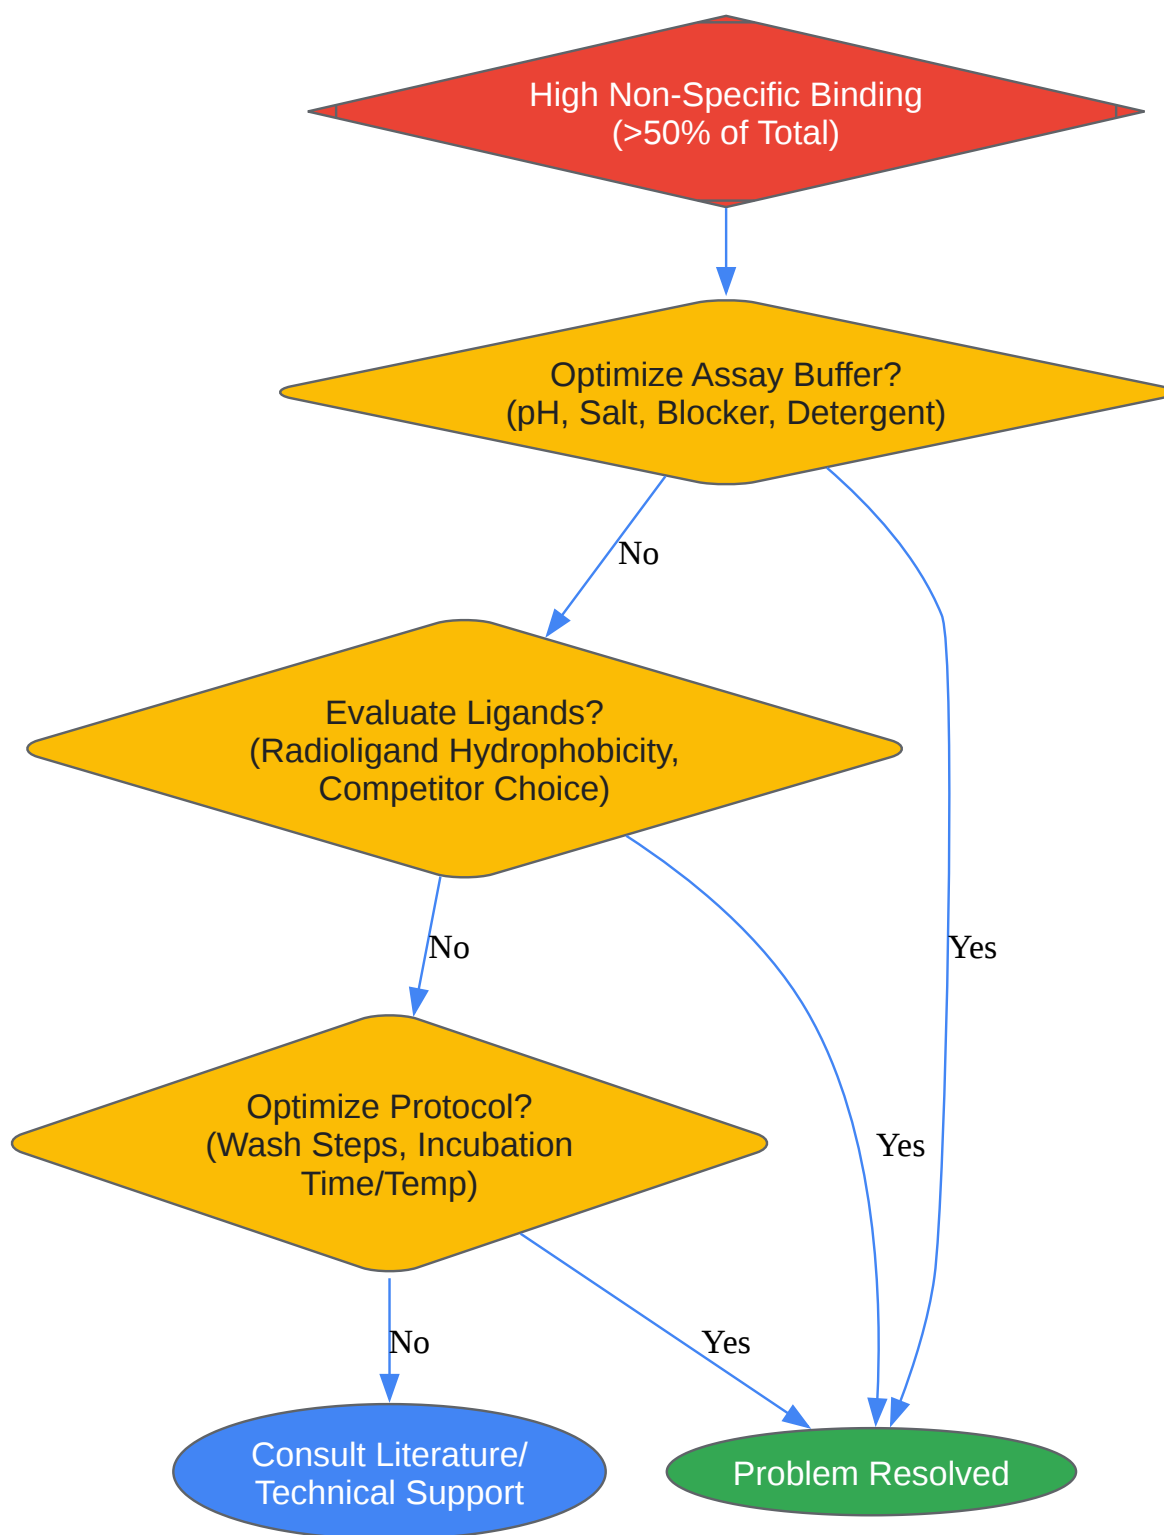 High Non-Specific Binding
(>50% of Total)
Optimize Assay Buffer?
(pH, Salt, Blocker, Detergent)
No
Evaluate Ligands?
(Radioligand Hydrophobicity,
Competitor Choice)
No
Yes
Optimize Protocol?
(Wash Steps, Incubation
Time/Temp)
Yes
No
Yes
Consult Literature/
Technical Support
Problem Resolved